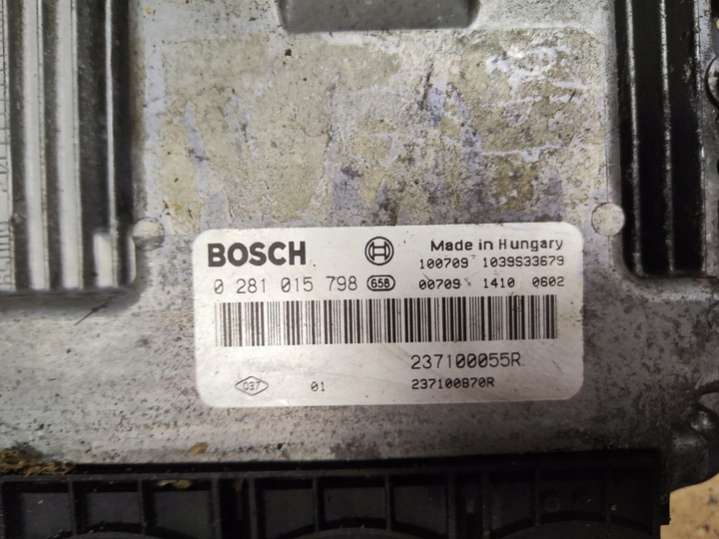 BOSCH
Made in Hungary
100709 1039S33679
0 281 015 798 658
00709 1410 0602
237100055R
037 01 237100870R